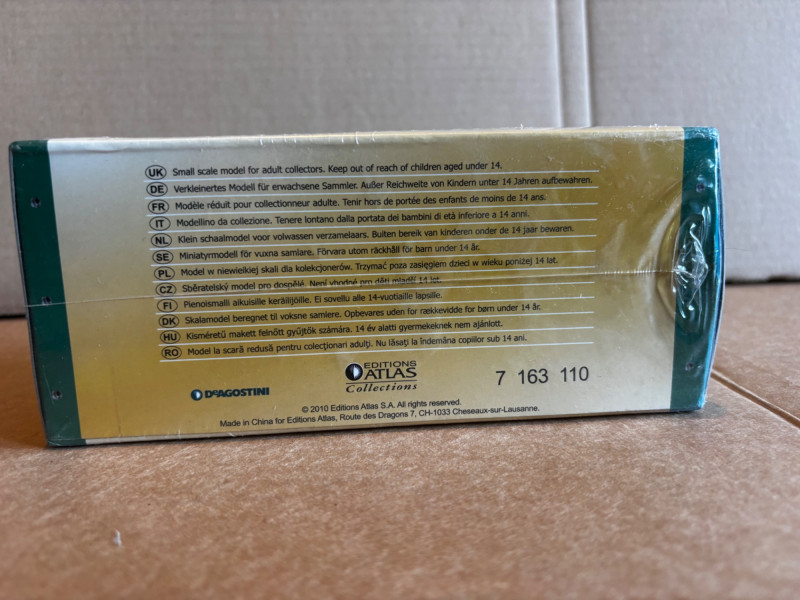 UK Small scale model for adult collectors. Keep out of reach of children aged under 14.
DE Verkleinertes Modell für erwachsene Sammler. Außer Reichweite von Kindern unter 14 Jahren aufbewahren.
FR Modèle réduit pour collectionneur adulte. Tenir hors de portée des enfants de moins de 14 ans.
IT Modellino da collezione. Tenere lontano dalla portata dei bambini di età inferiore a 14 anni.
NL Klein schaalmodel voor volwassen verzamelaars. Buiten bereik van kinderen onder de 14 jaar bewaren.
SE Miniatyrmodell för vuxna samlare. Förvara utom räckhåll för barn under 14 år.
PL Model w niewielkiej skali dla kolekcjonerów. Trzymać poza zasięgiem dzieci w wieku poniżej 14 lat.
CZ Sběratelský model pro dospělé. Není vhodné pro děti mladší 14 let.
FI Pienoismalli aikuisille keräilijöille. Ei sovellu alle 14-vuotiaille lapsille.
DK Skalamodel beregnet til voksne samlere. Opbevares uden for rækkevidde for børn under 14 år.
HU Kisméretű makett felnőtt gyűjtők számára. 14 év alatti gyermekeknek nem ajánlott.
RO Model la scară redusă pentru colecționari adulți. Nu lăsați la îndemâna copiilor sub 14 ani.
DeAGOSTINI
EDITIONS
ATLAS
Collections
7 163 110
© 2010 Editions Atlas S.A. All rights reserved.
Made in China for Editions Atlas, Route des Dragons 7, CH-1033 Cheseaux-sur-Lausanne.